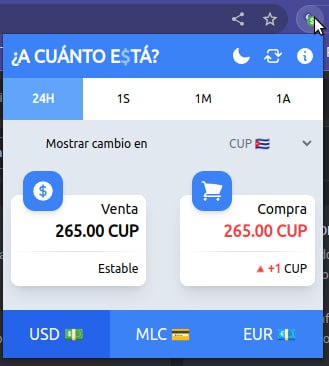 ¿A CUÁNTO E$TÁ?
24H 1S 1M 1A
Mostrar cambio en CUP 🇨🇺
Venta
265.00 CUP
Estable
Compra
265.00 CUP
🔺+1 CUP
USD 💵 MLC 💳 EUR 💶